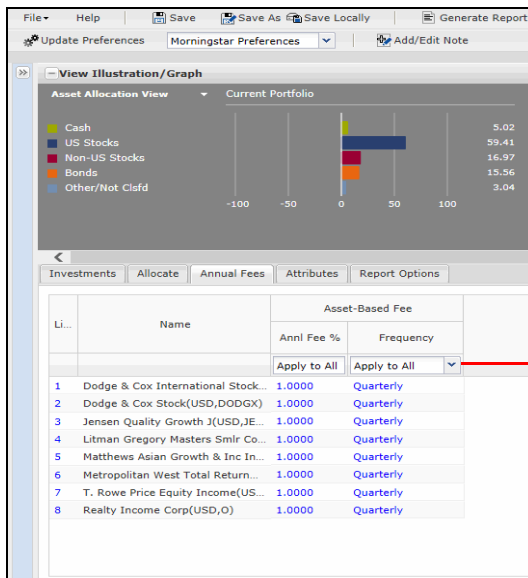 File Help Save Save As Save Locally Generate Report
Update Preferences Morningstar Preferences Add/Edit Note
View Illustration/Graph
Asset Allocation View Current Portfolio
Cash 5.02
US Stocks 59.41
Non-US Stocks 16.97
Bonds 15.56
Other/Not Clsfd 3.04
-100 -50 0 50 100
Investments Allocate Annual Fees Attributes Report Options
Asset-Based Fee
Li... Name Annl Fee % Frequency
Apply to All Apply to All
1 Dodge & Cox International Stock... 1.0000 Quarterly
2 Dodge & Cox Stock(USD,DODGX) 1.0000 Quarterly
3 Jensen Quality Growth J(USD,JE... 1.0000 Quarterly
4 Litman Gregory Masters Smlr Co... 1.0000 Quarterly
5 Matthews Asian Growth & Inc In... 1.0000 Quarterly
6 Metropolitan West Total Return... 1.0000 Quarterly
7 T. Rowe Price Equity Income(US... 1.0000 Quarterly
8 Realty Income Corp(USD,O) 1.0000 Quarterly